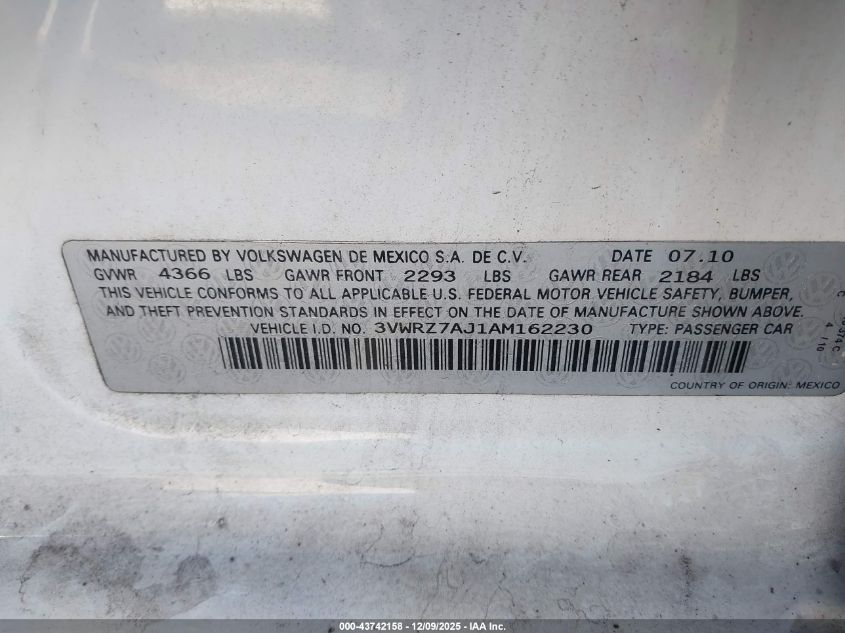 MANUFACTURED BY VOLKSWAGEN DE MEXICO S.A. DE C.V. DATE 07.10
GVWR 4366 LBS GAWR FRONT 2293 LBS GAWR REAR 2184 LBS
THIS VEHICLE CONFORMS TO ALL APPLICABLE U.S. FEDERAL MOTOR VEHICLE SAFETY, BUMPER,
AND THEFT PREVENTION STANDARDS IN EFFECT ON THE DATE OF MANUFACTURE SHOWN ABOVE.
VEHICLE I.D. NO. 3VWRZ7AJ1AM162230 TYPE: PASSENGER CAR
COUNTRY OF ORIGIN: MEXICO
4/10
000-43742158 - 12/09/2025 - IAA Inc.